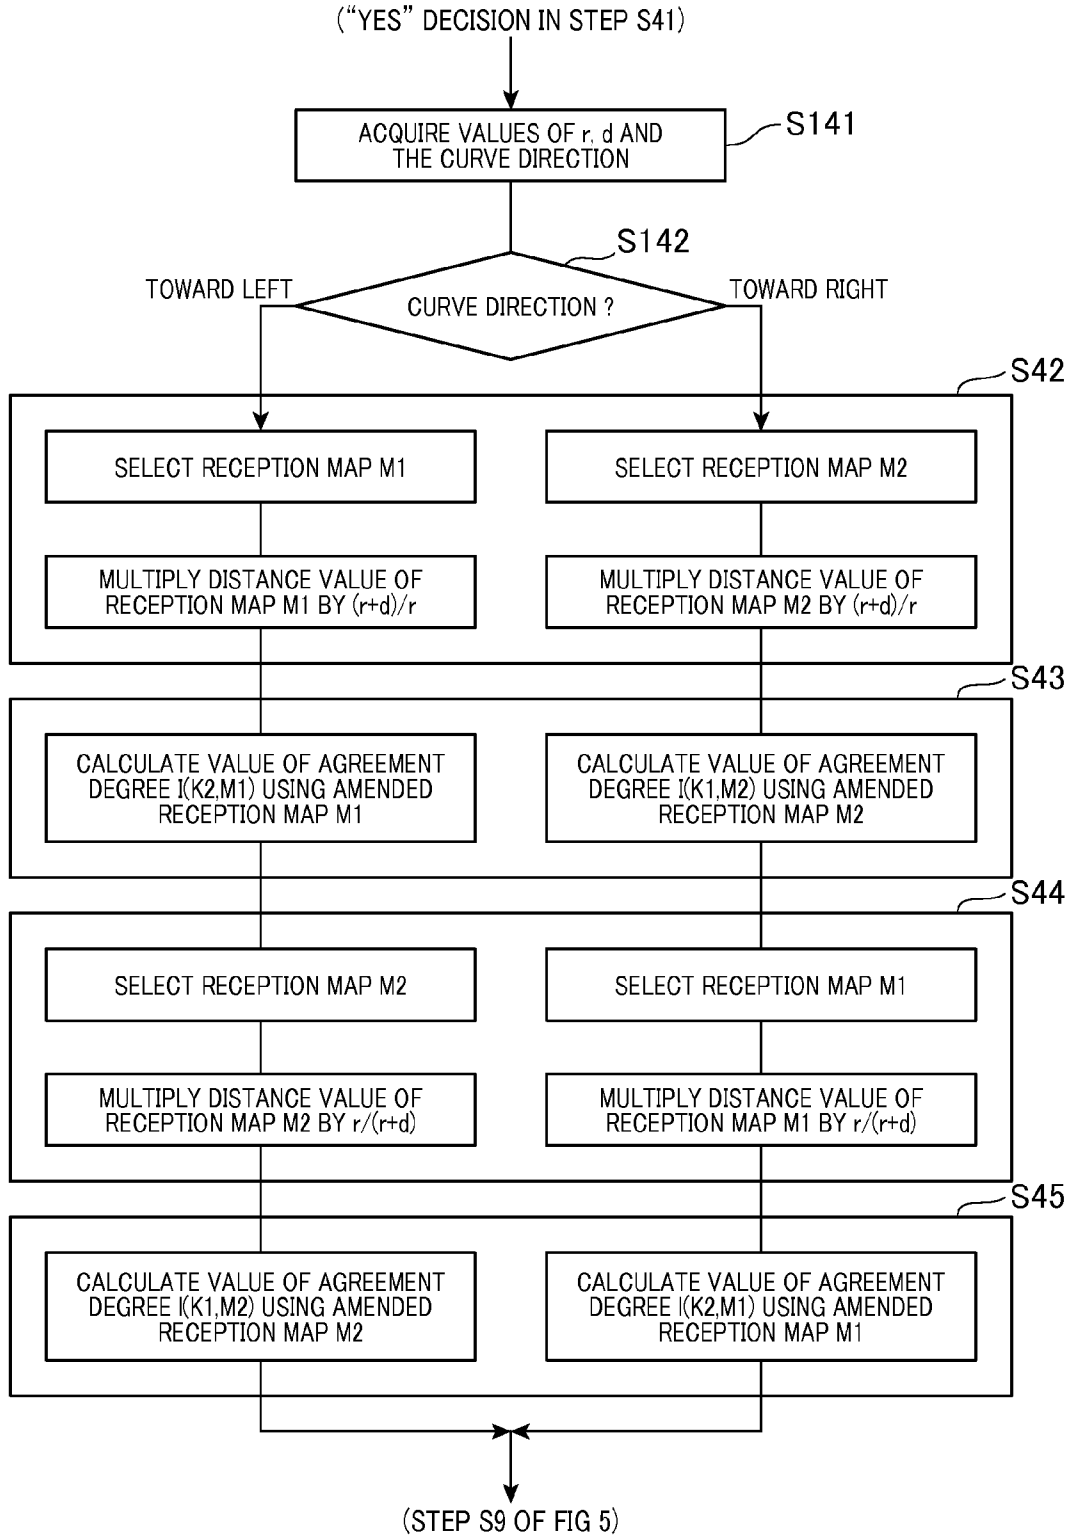 (“YES” DECISION IN STEP S41)
S141
ACQUIRE VALUES OF r, d AND
THE CURVE DIRECTION
S142
TOWARD LEFT
CURVE DIRECTION ?
TOWARD RIGHT
S42
SELECT RECEPTION MAP M1
SELECT RECEPTION MAP M2
MULTIPLY DISTANCE VALUE OF
RECEPTION MAP M1 BY (r+d)/r
MULTIPLY DISTANCE VALUE OF
RECEPTION MAP M2 BY (r+d)/r
S43
CALCULATE VALUE OF AGREEMENT
DEGREE I(K2,M1) USING AMENDED
RECEPTION MAP M1
CALCULATE VALUE OF AGREEMENT
DEGREE I(K1,M2) USING AMENDED
RECEPTION MAP M2
S44
SELECT RECEPTION MAP M2
SELECT RECEPTION MAP M1
MULTIPLY DISTANCE VALUE OF
RECEPTION MAP M2 BY r/(r+d)
MULTIPLY DISTANCE VALUE OF
RECEPTION MAP M1 BY r/(r+d)
S45
CALCULATE VALUE OF AGREEMENT
DEGREE I(K1,M2) USING AMENDED
RECEPTION MAP M2
CALCULATE VALUE OF AGREEMENT
DEGREE I(K2,M1) USING AMENDED
RECEPTION MAP M1
(STEP S9 OF FIG 5)